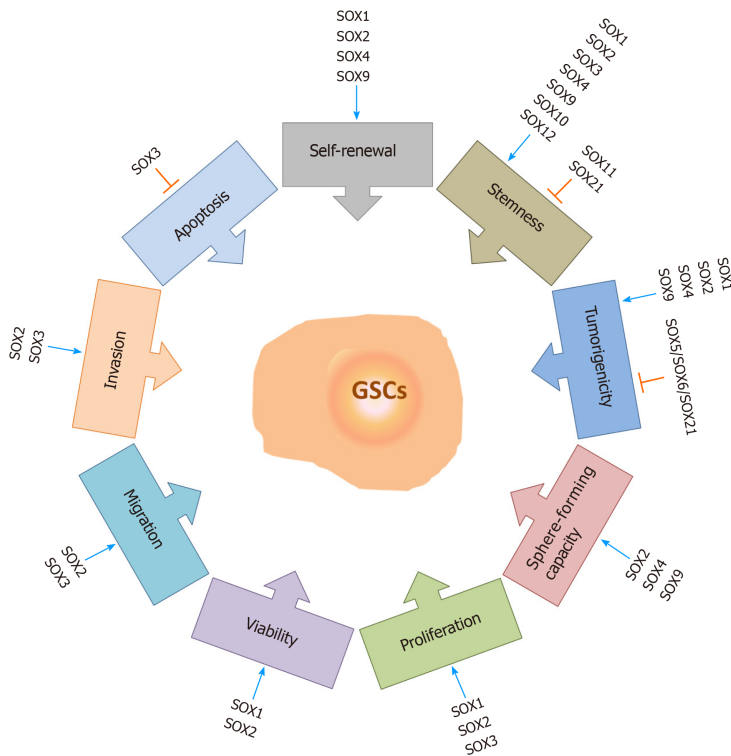 SOX1
SOX2
SOX4
SOX9
Self-renewal
SOX1
SOX2
SOX3
SOX4
SOX9
SOX10
SOX12
SOX11
SOX21
Stemness
SOX1
SOX2
SOX4
SOX9
SOX5/SOX6/SOX21
Tumorigenicity
Sphere-forming
capacity
SOX2
SOX4
SOX9
Proliferation
SOX1
SOX2
SOX3
Viability
SOX1
SOX2
Migration
SOX2
SOX3
Invasion
SOX2
SOX3
Apoptosis
SOX3
GSCs